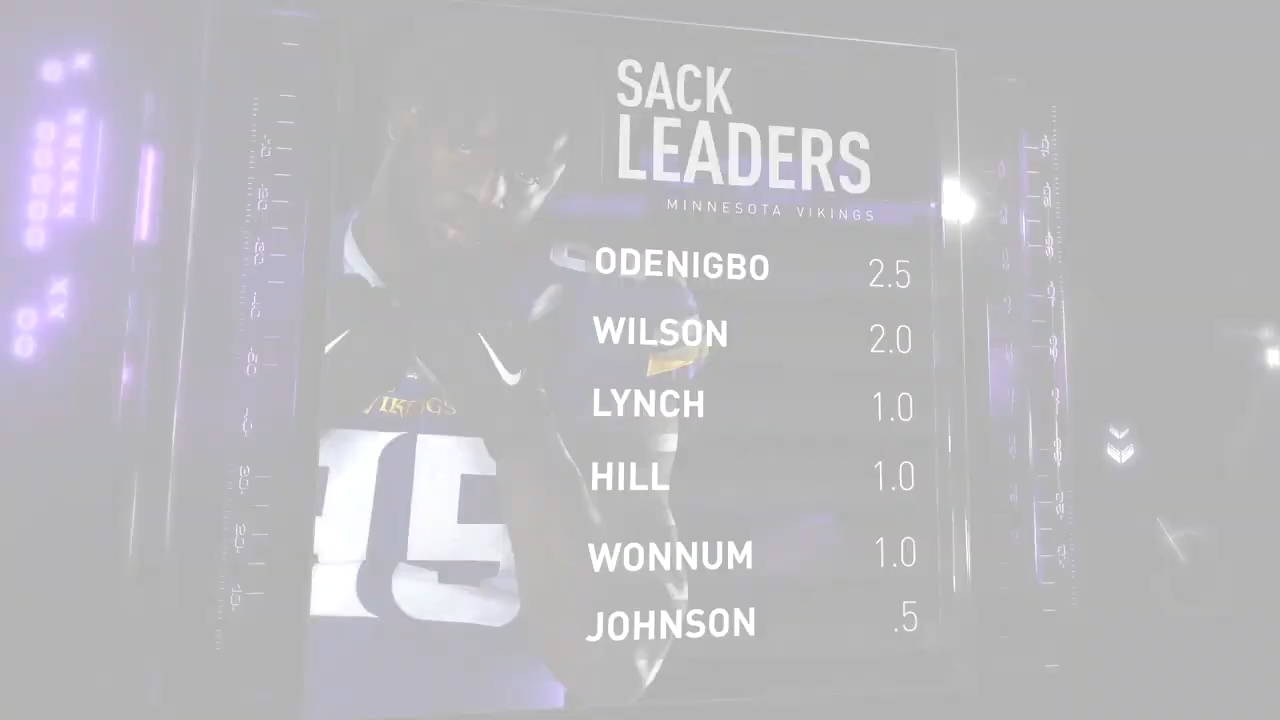 SACK
LEADERS
MINNESOTA VIKINGS
ODENIGBO 2.5
WILSON 2.0
LYNCH 1.0
HILL 1.0
WONNUM 1.0
JOHNSON .5
VIKINGS